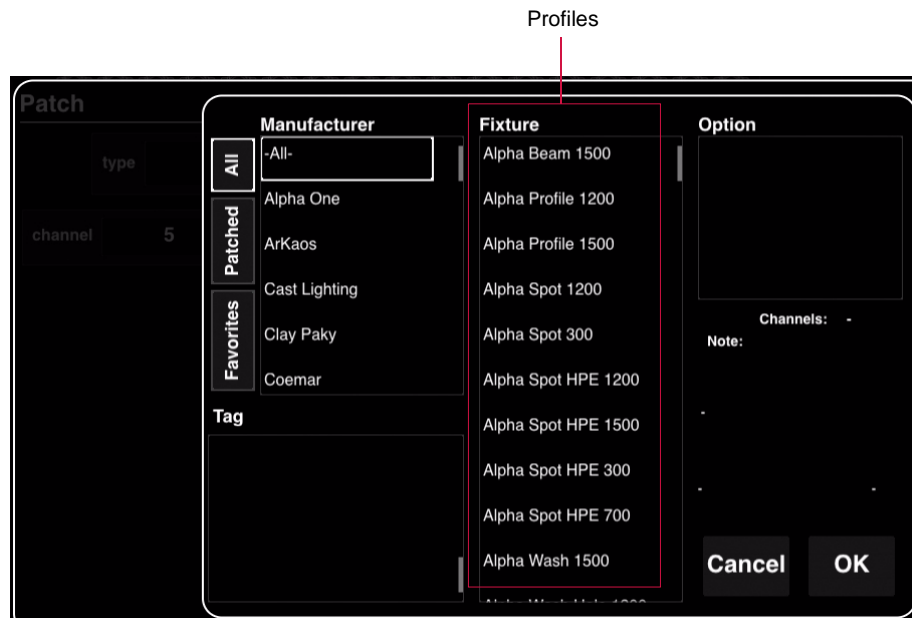 Profiles
Patch
type
channel 5
All
Patched
Favorites
Manufacturer
-All-
Alpha One
ArKaos
Cast Lighting
Clay Paky
Coemar
Tag
Fixture
Alpha Beam 1500
Alpha Profile 1200
Alpha Profile 1500
Alpha Spot 1200
Alpha Spot 300
Alpha Spot HPE 1200
Alpha Spot HPE 1500
Alpha Spot HPE 300
Alpha Spot HPE 700
Alpha Wash 1500
Option
Channels: -
Note:
-
- -
Cancel OK